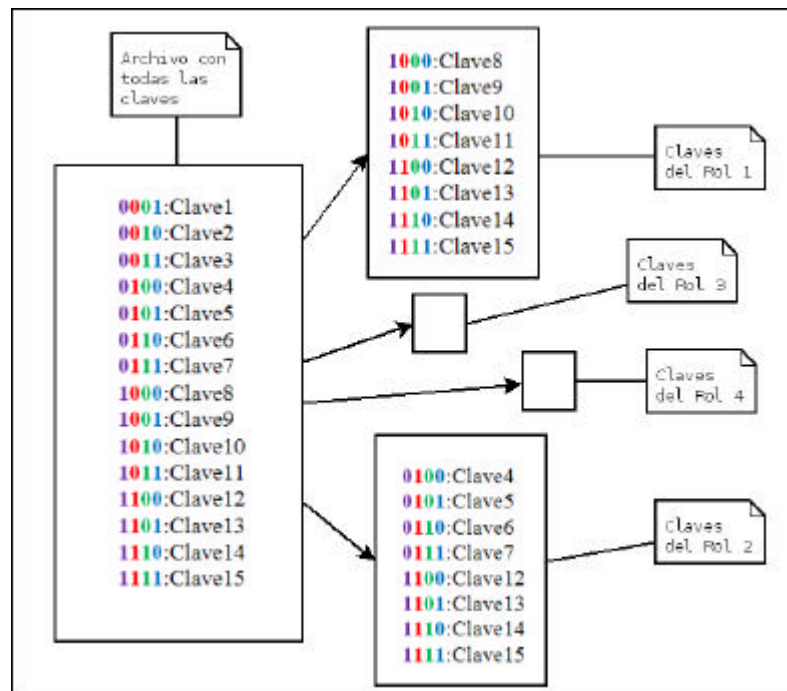 Archivo con
todas las
claves
0001:Clave1
0010:Clave2
0011:Clave3
0100:Clave4
0101:Clave5
0110:Clave6
0111:Clave7
1000:Clave8
1001:Clave9
1010:Clave10
1011:Clave11
1100:Clave12
1101:Clave13
1110:Clave14
1111:Clave15
1000:Clave8
1001:Clave9
1010:Clave10
1011:Clave11
1100:Clave12
1101:Clave13
1110:Clave14
1111:Clave15
Claves
del Rol 1
Claves
del Rol 3
Claves
del Rol 4
0100:Clave4
0101:Clave5
0110:Clave6
0111:Clave7
1100:Clave12
1101:Clave13
1110:Clave14
1111:Clave15
Claves
del Rol 2